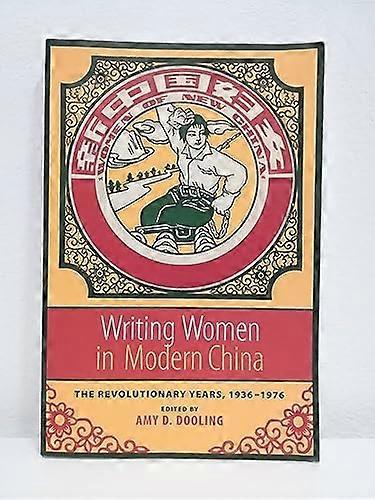 新中国妇女
WOMEN OF NEW CHINA
Writing Women
in Modern China
THE REVOLUTIONARY YEARS, 1936–1976
EDITED BY
AMY D. DOOLING